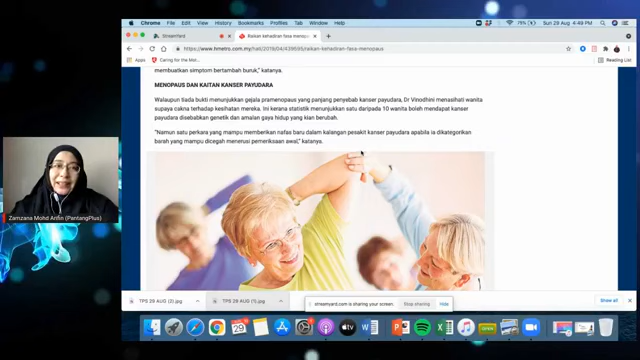 Chrome File Edit View History Bookmarks Profiles Tab Window Help
75% Sun 29 Aug 4:49 PM
StreamYard
Raikan kehadiran fasa menopa
https://www.hmetro.com.my/hati/2019/04/439595/raikan-kehadiran-fasa-menopaus
Apps
Caring for the Mot...
Reading List
membuatkan simptom bertambah buruk," katanya.
MENOPAUS DAN KAITAN KANSER PAYUDARA
Walaupun tiada bukti menunjukkan gejala pramenopaus yang panjang penyebab kanser payudara, Dr Vinodhini menasihati wanita
supaya cakna terhadap kesihatan mereka. Ini kerana statistik menunjukkan satu daripada 10 wanita boleh mendapat kanser
payudara disebabkan genetik dan amalan gaya hidup yang kian berubah.
"Namun satu perkara yang mampu memberikan nafas baru dalam kalangan pesakit kanser payudara apabila ia dikategorikan
barah yang mampu dicegah menerusi pemeriksaan awal," katanya.
Zamzana Mohd Arifin (PantangPlus)
TPS 29 AUG (2).jpg
TPS 29 AUG (1).jpg
streamyard.com is sharing your screen.
Stop sharing
Hide
Show all
29